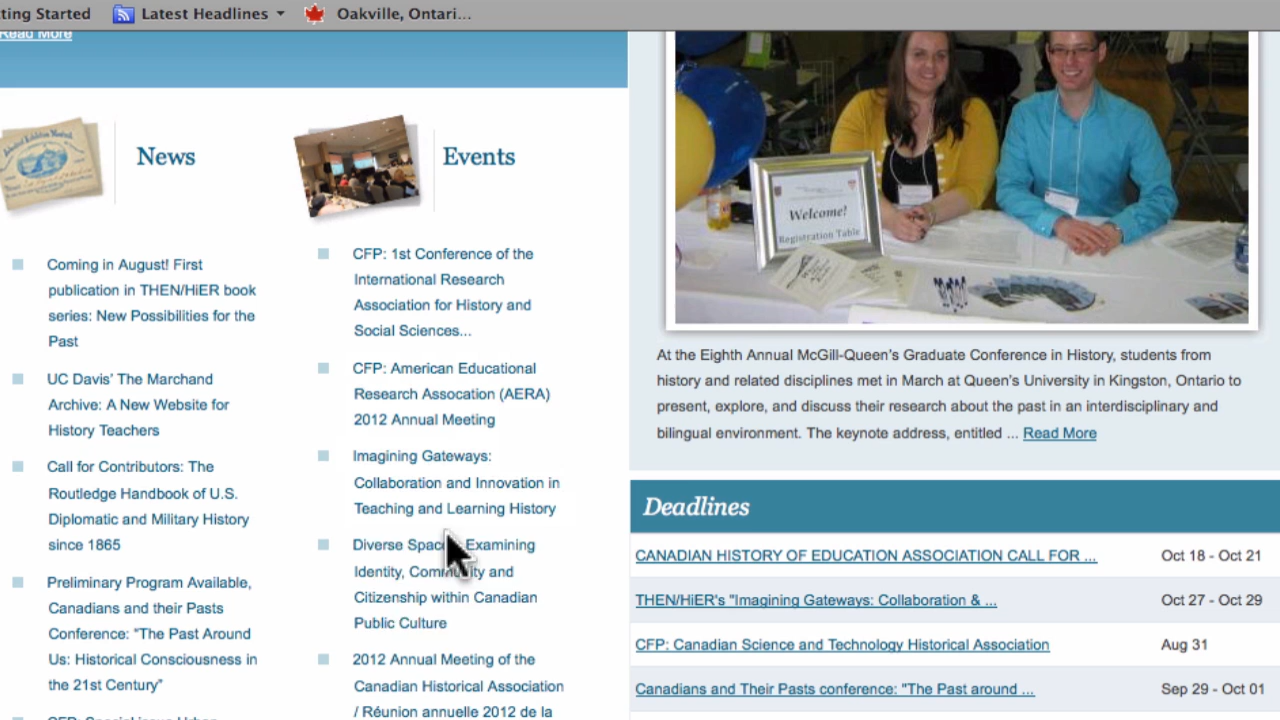 ting Started
Latest Headlines
Oakville, Ontari...
Read More
News
Coming in August! First
publication in THEN/HiER book
series: New Possibilities for the
Past
UC Davis' The Marchand
Archive: A New Website for
History Teachers
Call for Contributors: The
Routledge Handbook of U.S.
Diplomatic and Military History
since 1865
Preliminary Program Available,
Canadians and their Pasts
Conference: "The Past Around
Us: Historical Consciousness in
the 21st Century"
Events
CFP: 1st Conference of the
International Research
Association for History and
Social Sciences...
CFP: American Educational
Research Assocation (AERA)
2012 Annual Meeting
Imagining Gateways:
Collaboration and Innovation in
Teaching and Learning History
Diverse Spaces: Examining
Identity, Community and
Citizenship within Canadian
Public Culture
2012 Annual Meeting of the
Canadian Historical Association
/ Réunion annuelle 2012 de la
Welcome!
Registration Table
At the Eighth Annual McGill-Queen's Graduate Conference in History, students from
history and related disciplines met in March at Queen's University in Kingston, Ontario to
present, explore, and discuss their research about the past in an interdisciplinary and
bilingual environment. The keynote address, entitled ... Read More
Deadlines
CANADIAN HISTORY OF EDUCATION ASSOCIATION CALL FOR ... Oct 18 - Oct 21
THEN/HiER's "Imagining Gateways: Collaboration & ... Oct 27 - Oct 29
CFP: Canadian Science and Technology Historical Association Aug 31
Canadians and Their Pasts conference: "The Past around ... Sep 29 - Oct 01